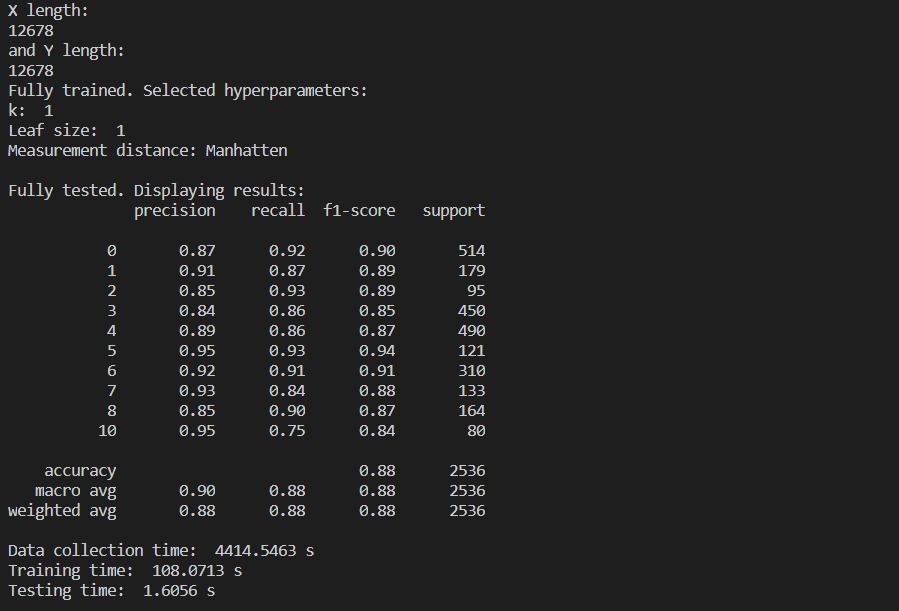 X length:
12678
and Y length:
12678
Fully trained. Selected hyperparameters:
k:  1
Leaf size:  1
Measurement distance: Manhatten
Fully tested. Displaying results:
              precision    recall  f1-score   support
           0       0.87      0.92      0.90       514
           1       0.91      0.87      0.89       179
           2       0.85      0.93      0.89        95
           3       0.84      0.86      0.85       450
           4       0.89      0.86      0.87       490
           5       0.95      0.93      0.94       121
           6       0.92      0.91      0.91       310
           7       0.93      0.84      0.88       133
           8       0.85      0.90      0.87       164
          10       0.95      0.75      0.84        80
    accuracy                           0.88      2536
   macro avg       0.90      0.88      0.88      2536
weighted avg       0.88      0.88      0.88      2536
Data collection time:  4414.5463 s
Training time:  108.0713 s
Testing time:  1.6056 s